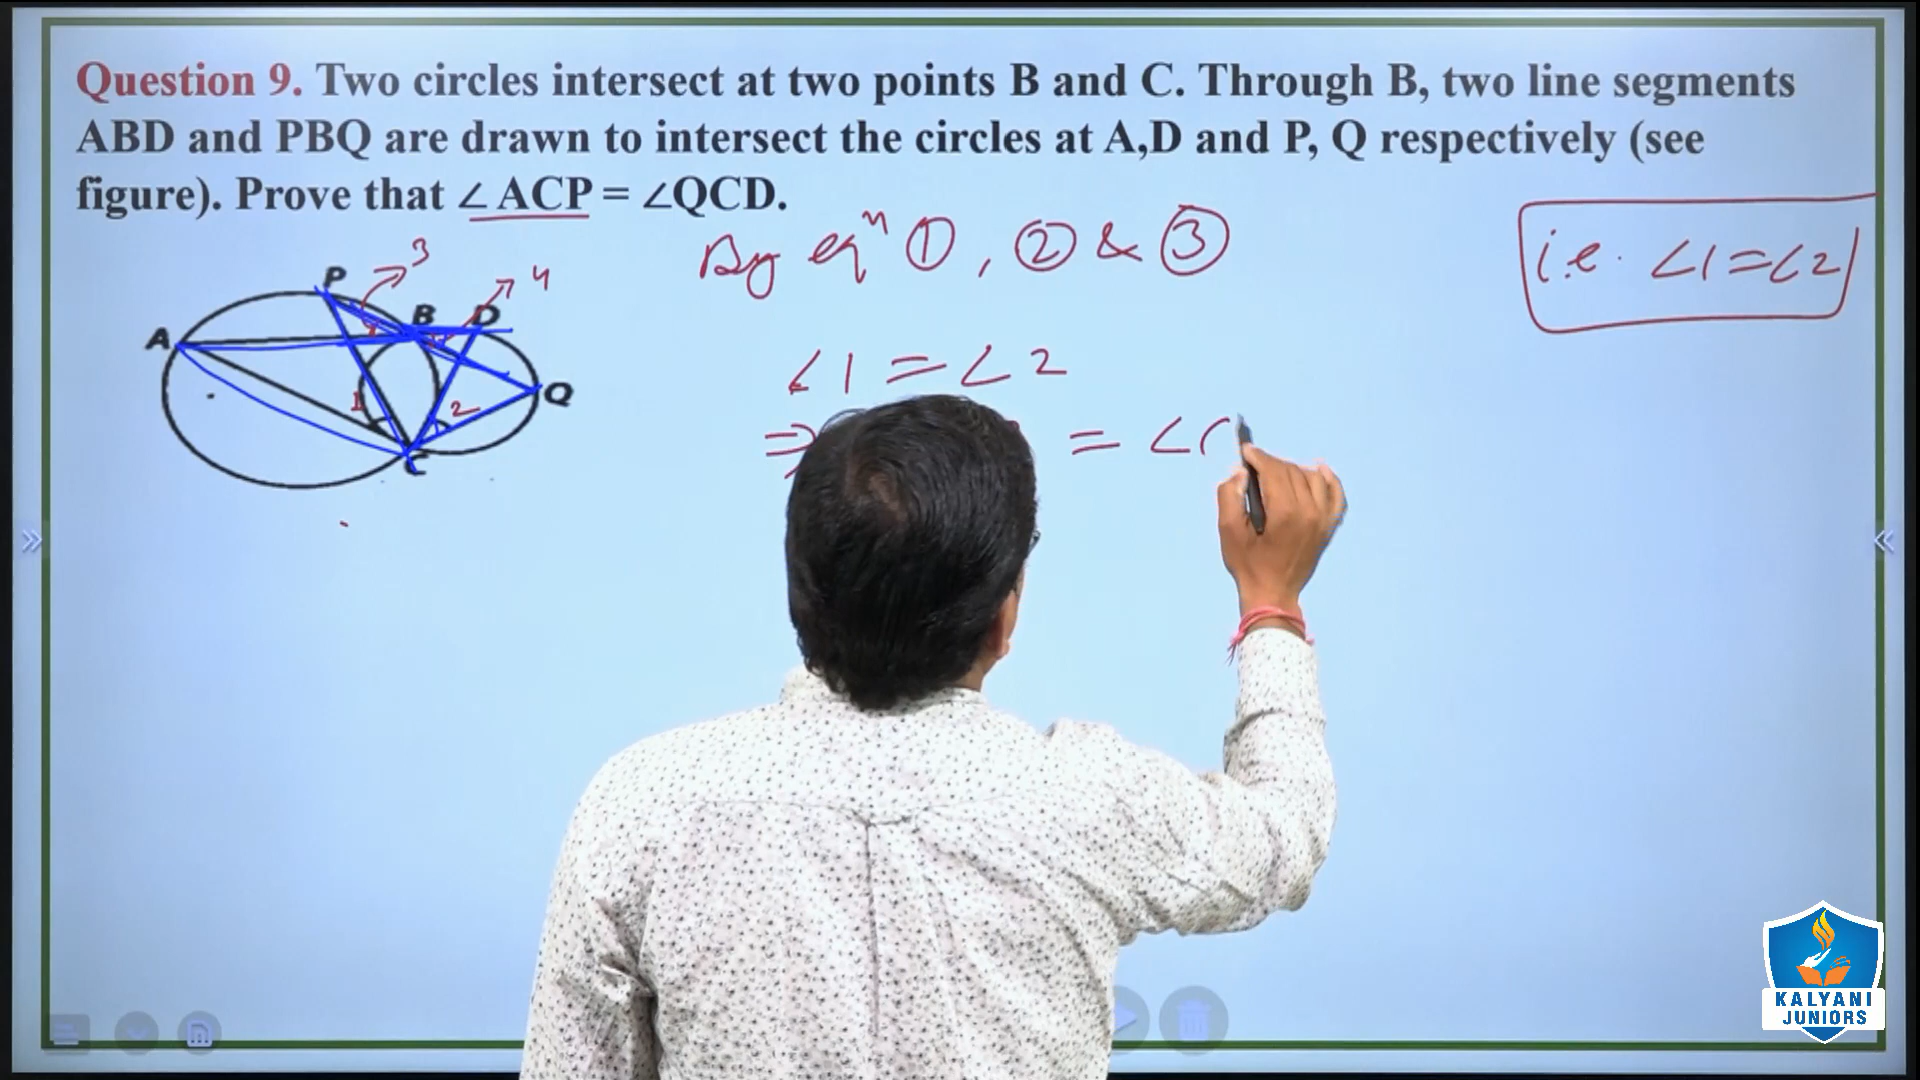 Question 9. Two circles intersect at two points B and C. Through B, two line segments
ABD and PBQ are drawn to intersect the circles at A,D and P, Q respectively (see
figure). Prove that ∠ ACP = ∠QCD.
By eqⁿ ①, ② & ③
i.e. ∠1 = ∠2
3
4
P
B
D
A
Q
1
2
C
∠1 = ∠2
⇒ = ∠
KALYANI
JUNIORS